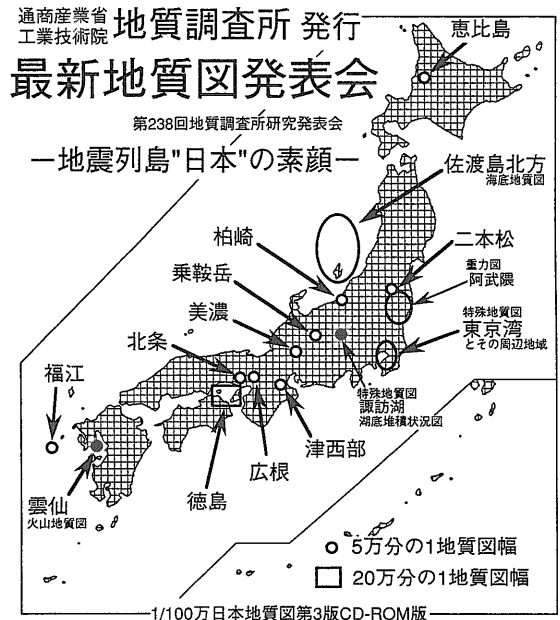 通商産業省
工業技術院
地質調査所 発行
最新地質図発表会
第238回地質調査所研究発表会
―地震列島"日本"の素顔―
恵比島
佐渡島北方
海底地質図
柏崎
二本松
重力図
阿武隈
乗鞍岳
美濃
特殊地質図
東京湾
とその周辺地域
北条
福江
特殊地質図
諏訪湖
湖底堆積状況図
津西部
広根
徳島
雲仙
火山地質図
5万分の1地質図幅
20万分の1地質図幅
1/100万日本地質図第3版CD-ROM版